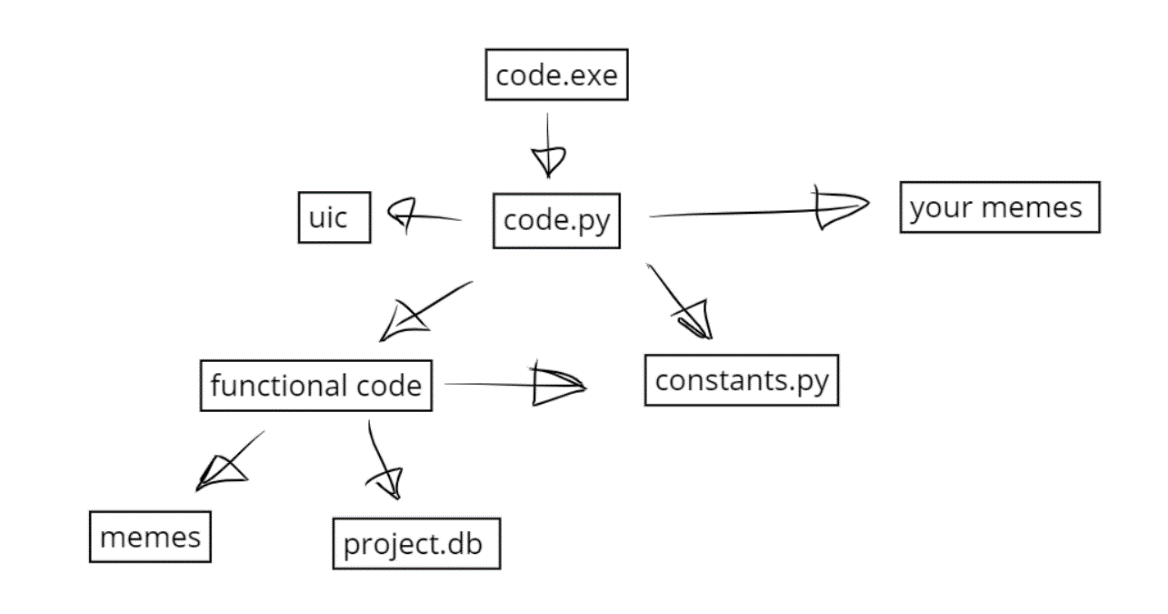 code.exe
uic
code.py
your memes
functional code
constants.py
memes
project.db